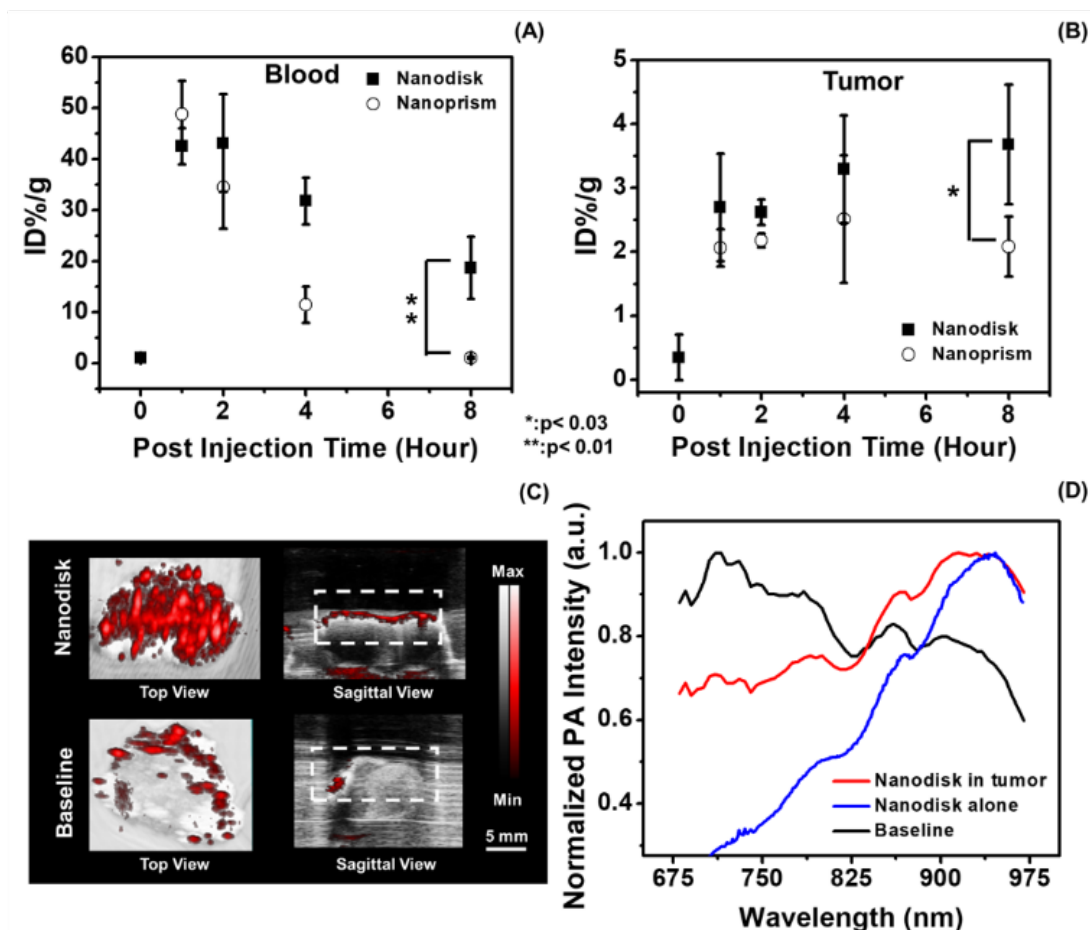 (A)
Blood
Nanodisk
Nanoprism
ID%/g
60
50
40
30
20
10
0
0 2 4 6 8
Post Injection Time (Hour)
**
(B)
Tumor
ID%/g
5
4
3
2
1
0
*
Nanodisk
Nanoprism
0 2 4 6 8
Post Injection Time (Hour)
*:p< 0.03
**:p< 0.01
(C)
Nanodisk
Top View
Sagittal View
Baseline
Top View
Sagittal View
Max
Min
5 mm
(D)
Normalized PA Intensity (a.u.)
1.0
0.8
0.6
0.4
Nanodisk in tumor
Nanodisk alone
Baseline
675 750 825 900 975
Wavelength (nm)